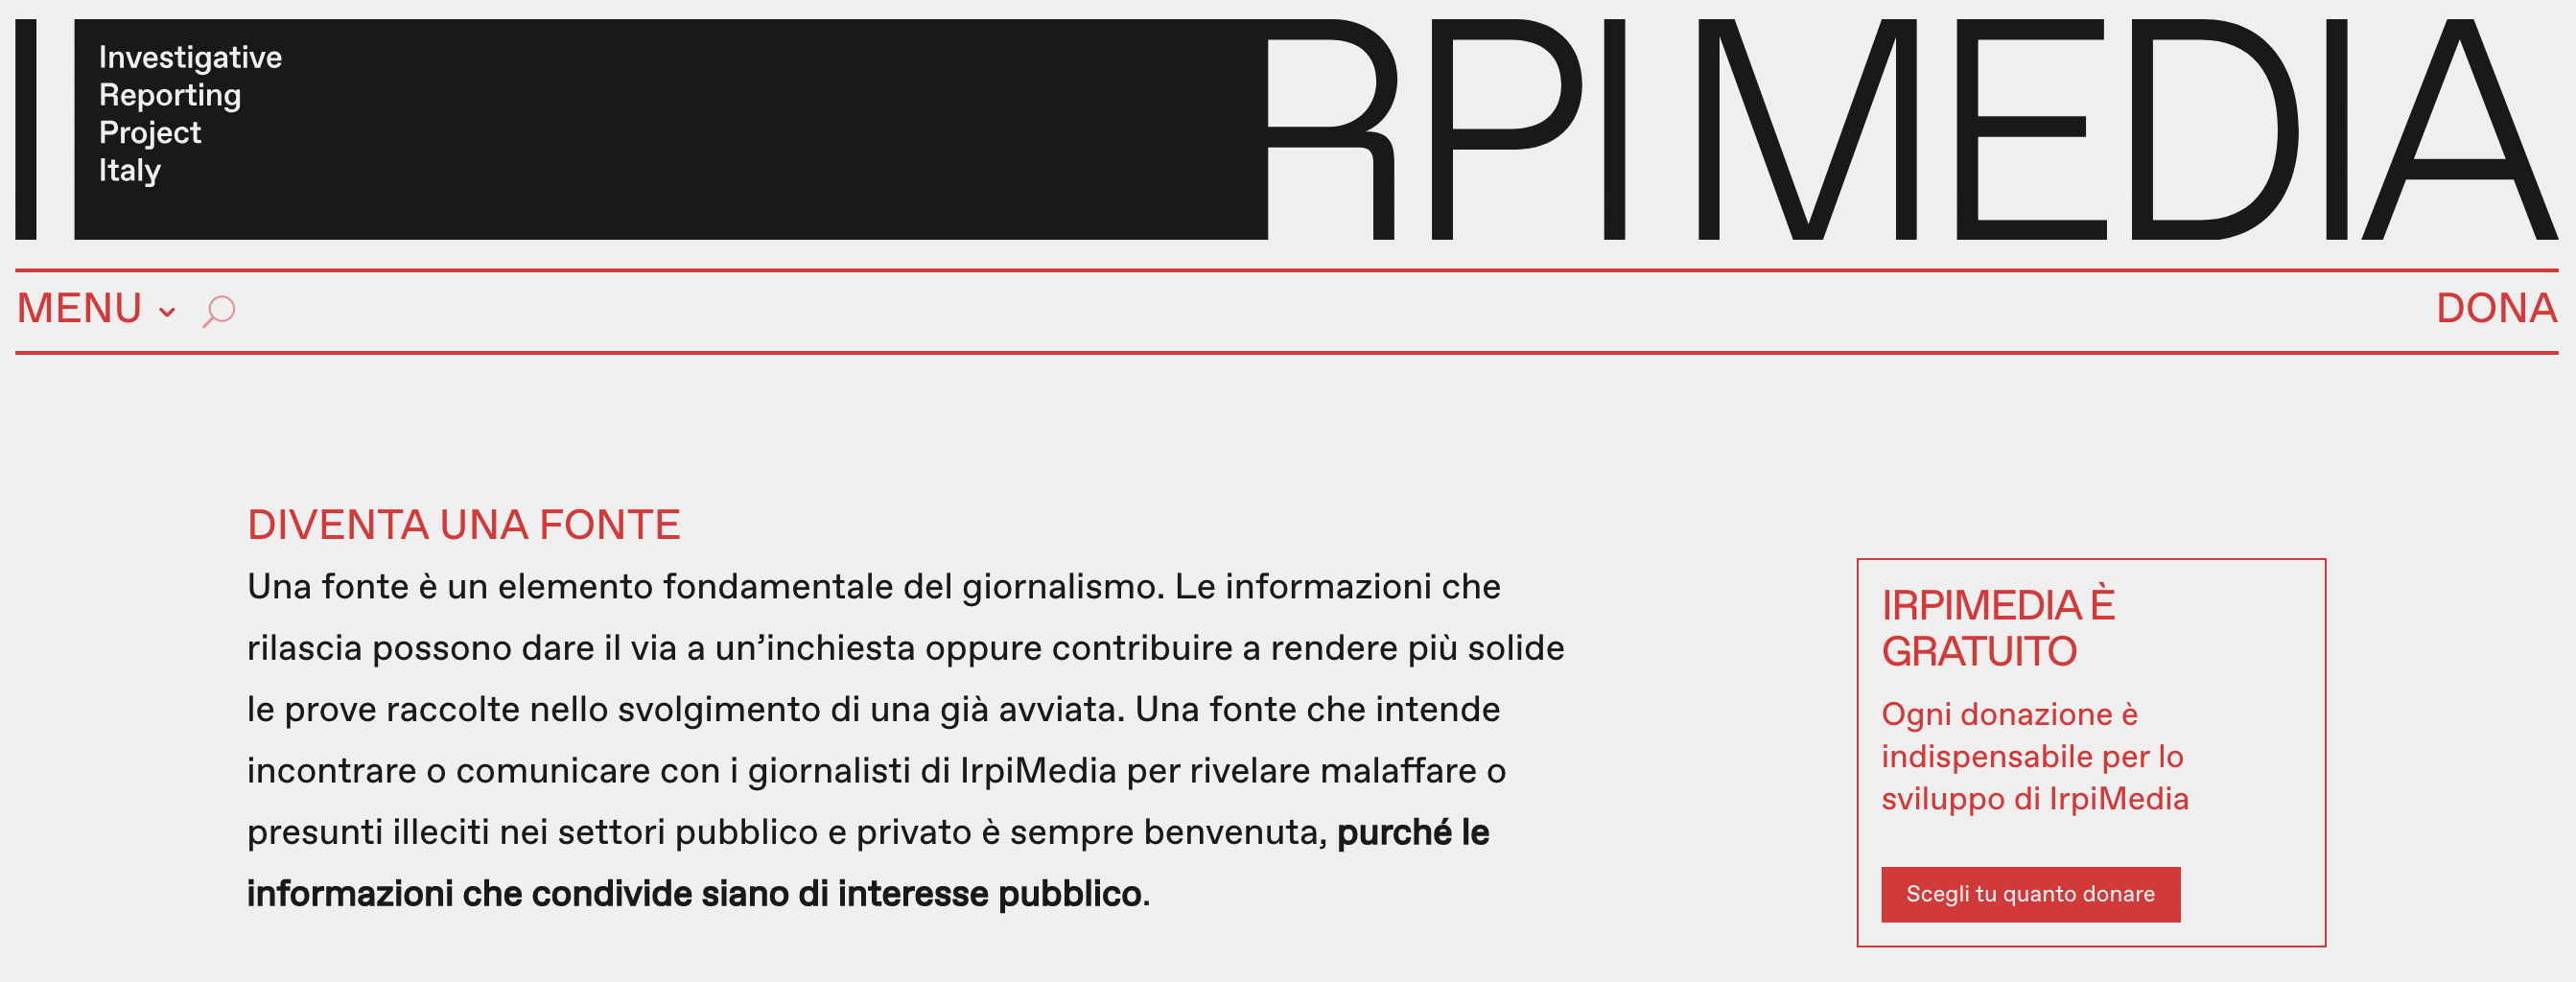 IRPI MEDIA
Investigative
Reporting
Project
Italy
MENU
DONA
DIVENTA UNA FONTE
Una fonte è un elemento fondamentale del giornalismo. Le informazioni che
rilascia possono dare il via a un’inchiesta oppure contribuire a rendere più solide
le prove raccolte nello svolgimento di una già avviata. Una fonte che intende
incontrare o comunicare con i giornalisti di IrpiMedia per rivelare malaffare o
presunti illeciti nei settori pubblico e privato è sempre benvenuta, purché le
informazioni che condivide siano di interesse pubblico.
IRPIMEDIA È
GRATUITO
Ogni donazione è
indispensabile per lo
sviluppo di IrpiMedia
Scegli tu quanto donare